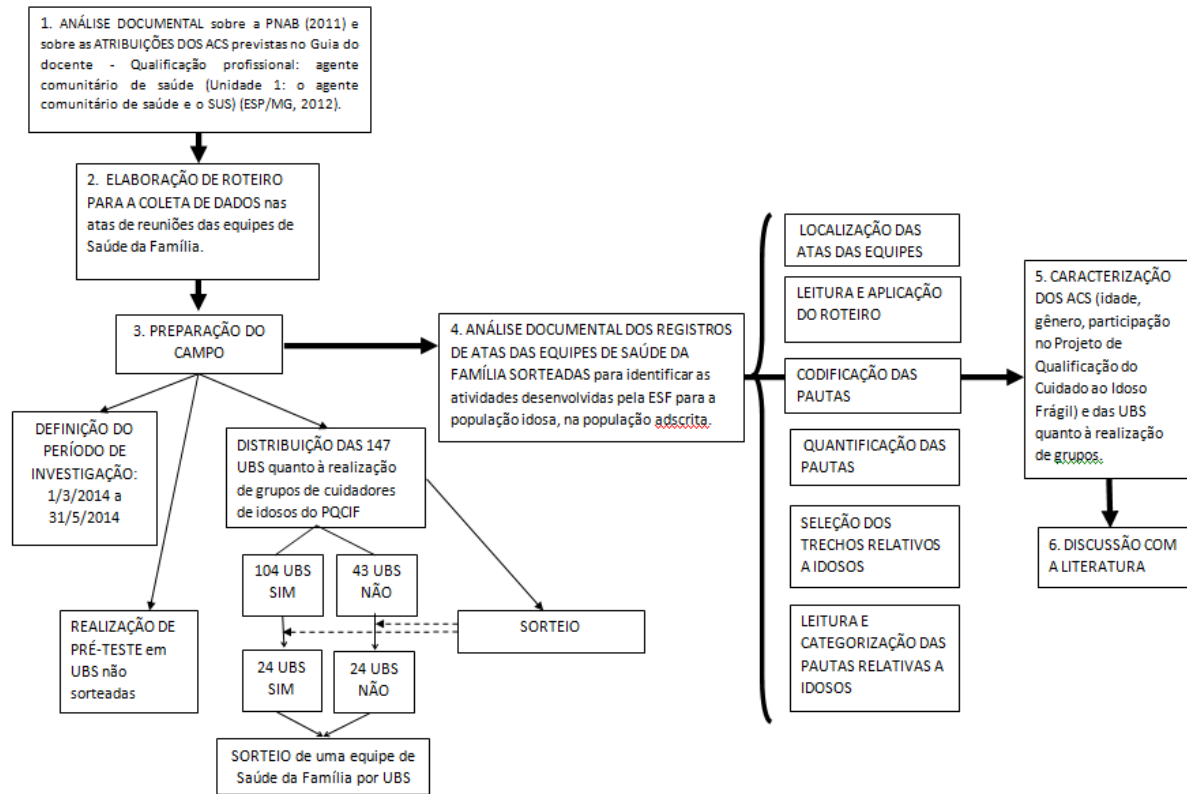 1. ANÁLISE DOCUMENTAL sobre a PNAB (2011) e
sobre as ATRIBUIÇÕES DOS ACS previstas no Guia do
docente - Qualificação profissional: agente
comunitário de saúde (Unidade 1: o agente
comunitário de saúde e o SUS) (ESP/MG, 2012).
2. ELABORAÇÃO DE ROTEIRO
PARA A COLETA DE DADOS nas
atas de reuniões das equipes de
Saúde da Família.
3. PREPARAÇÃO DO
CAMPO
DEFINIÇÃO DO
PERÍODO DE
INVESTIGAÇÃO:
1/3/2014 a
31/5/2014
REALIZAÇÃO DE
PRÉ-TESTE em
UBS não
sorteadas
DISTRIBUIÇÃO DAS 147
UBS quanto à realização
de grupos de cuidadores
de idosos do PQCIF
104 UBS
SIM
43 UBS
NÃO
SORTEIO
24 UBS
SIM
24 UBS
NÃO
SORTEIO de uma equipe de
Saúde da Família por UBS
4. ANÁLISE DOCUMENTAL DOS REGISTROS
DE ATAS DAS EQUIPES DE SAÚDE DA
FAMÍLIA SORTEADAS para identificar as
atividades desenvolvidas pela ESF para a
população idosa, na população adscrita.
LOCALIZAÇÃO DAS
ATAS DAS EQUIPES
LEITURA E APLICAÇÃO
DO ROTEIRO
CODIFICAÇÃO DAS
PAUTAS
QUANTIFICAÇÃO DAS
PAUTAS
SELEÇÃO DOS
TRECHOS RELATIVOS
A IDOSOS
LEITURA E
CATEGORIZAÇÃO DAS
PAUTAS RELATIVAS A
IDOSOS
5. CARACTERIZAÇÃO
DOS ACS (idade,
gênero, participação
no Projeto de
Qualificação do
Cuidado ao Idoso
Frágil) e das UBS
quanto à realização
de grupos.
6. DISCUSSÃO COM
A LITERATURA